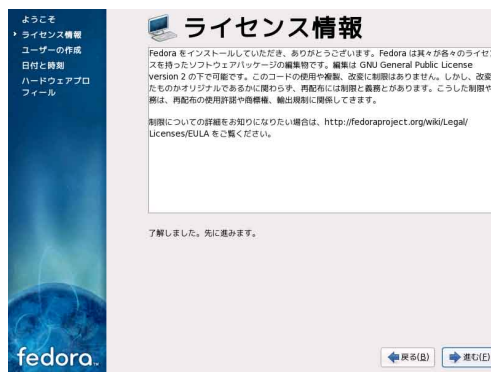 ようこそ
ライセンス情報
ユーザーの作成
日付と時刻
ハードウェアプロ
フィール
ライセンス情報
Fedora をインストールしていただき、ありがとうございます。Fedora は其々が各々のライセン
スを持ったソフトウェアパッケージの編集物です。編集は GNU General Public License
version 2 の下で可能です。このコードの使用や複製、改変に制限はありません。しかし、改変
たものかオリジナルであるかに関わらず、再配布には制限と義務とがあります。こうした制限や
務は、再配布の使用許諾や商標権、輸出規制に関係してきます。
制限についての詳細をお知りになりたい場合は、http://fedoraproject.org/wiki/Legal/
Licenses/EULA をご覧ください。
了解しました。先に進みます。
fedora
戻る(B)
進む(F)